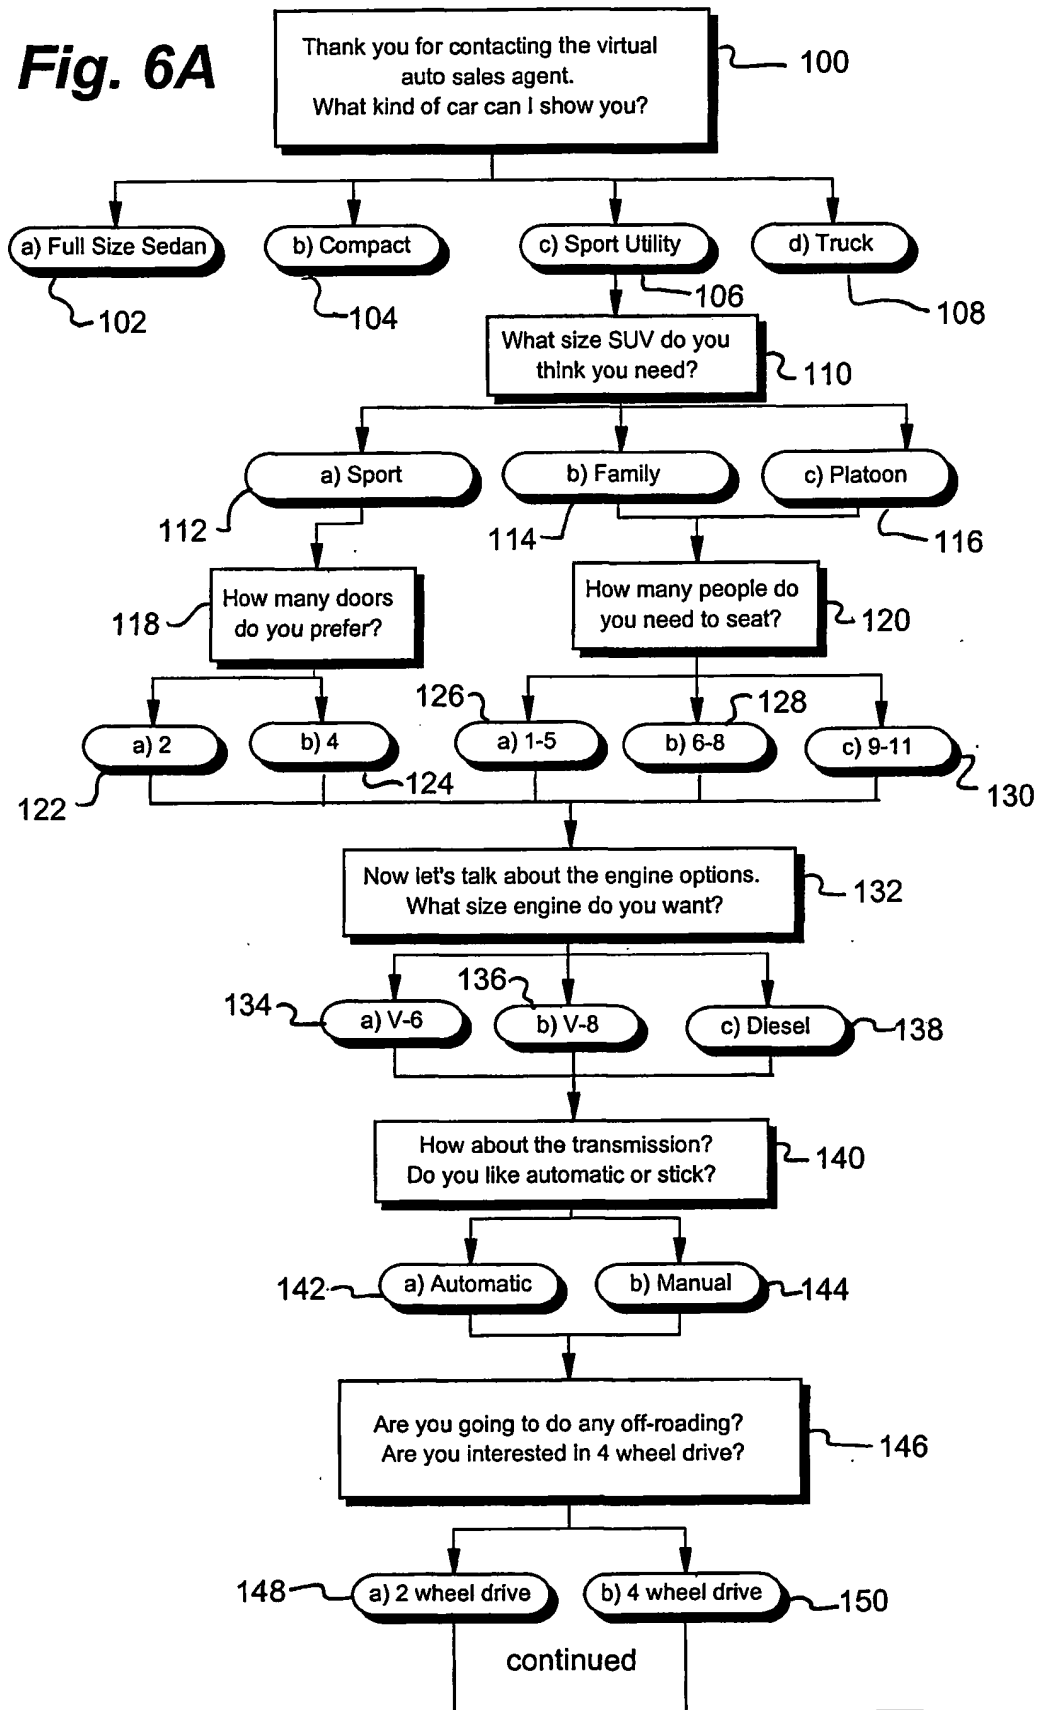 Fig. 6A
Thank you for contacting the virtual
auto sales agent.
What kind of car can I show you?
100
a) Full Size Sedan
b) Compact
c) Sport Utility
d) Truck
102
104
106
108
What size SUV do you
think you need?
110
a) Sport
b) Family
c) Platoon
112
114
116
How many doors
do you prefer?
118
How many people do
you need to seat?
120
126
128
a) 2
b) 4
a) 1-5
b) 6-8
c) 9-11
122
124
130
Now let's talk about the engine options.
What size engine do you want?
132
134
136
a) V-6
b) V-8
c) Diesel
138
How about the transmission?
Do you like automatic or stick?
140
142
a) Automatic
b) Manual
144
Are you going to do any off-roading?
Are you interested in 4 wheel drive?
146
148
a) 2 wheel drive
b) 4 wheel drive
150
continued